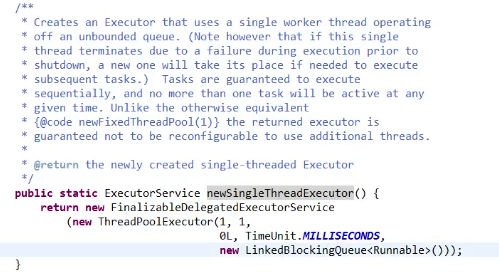 /**
 * Creates an Executor that uses a single worker thread operating
 * off an unbounded queue. (Note however that if this single
 * thread terminates due to a failure during execution prior to
 * shutdown, a new one will take its place if needed to execute
 * subsequent tasks.)  Tasks are guaranteed to execute
 * sequentially, and no more than one task will be active at any
 * given time. Unlike the otherwise equivalent
 * {@code newFixedThreadPool(1)} the returned executor is
 * guaranteed not to be reconfigurable to use additional threads.
 *
 * @return the newly created single-threaded Executor
 */
public static ExecutorService newSingleThreadExecutor() {
    return new FinalizableDelegatedExecutorService
        (new ThreadPoolExecutor(1, 1,
                                0L, TimeUnit.MILLISECONDS,
                                new LinkedBlockingQueue<Runnable>()));
}